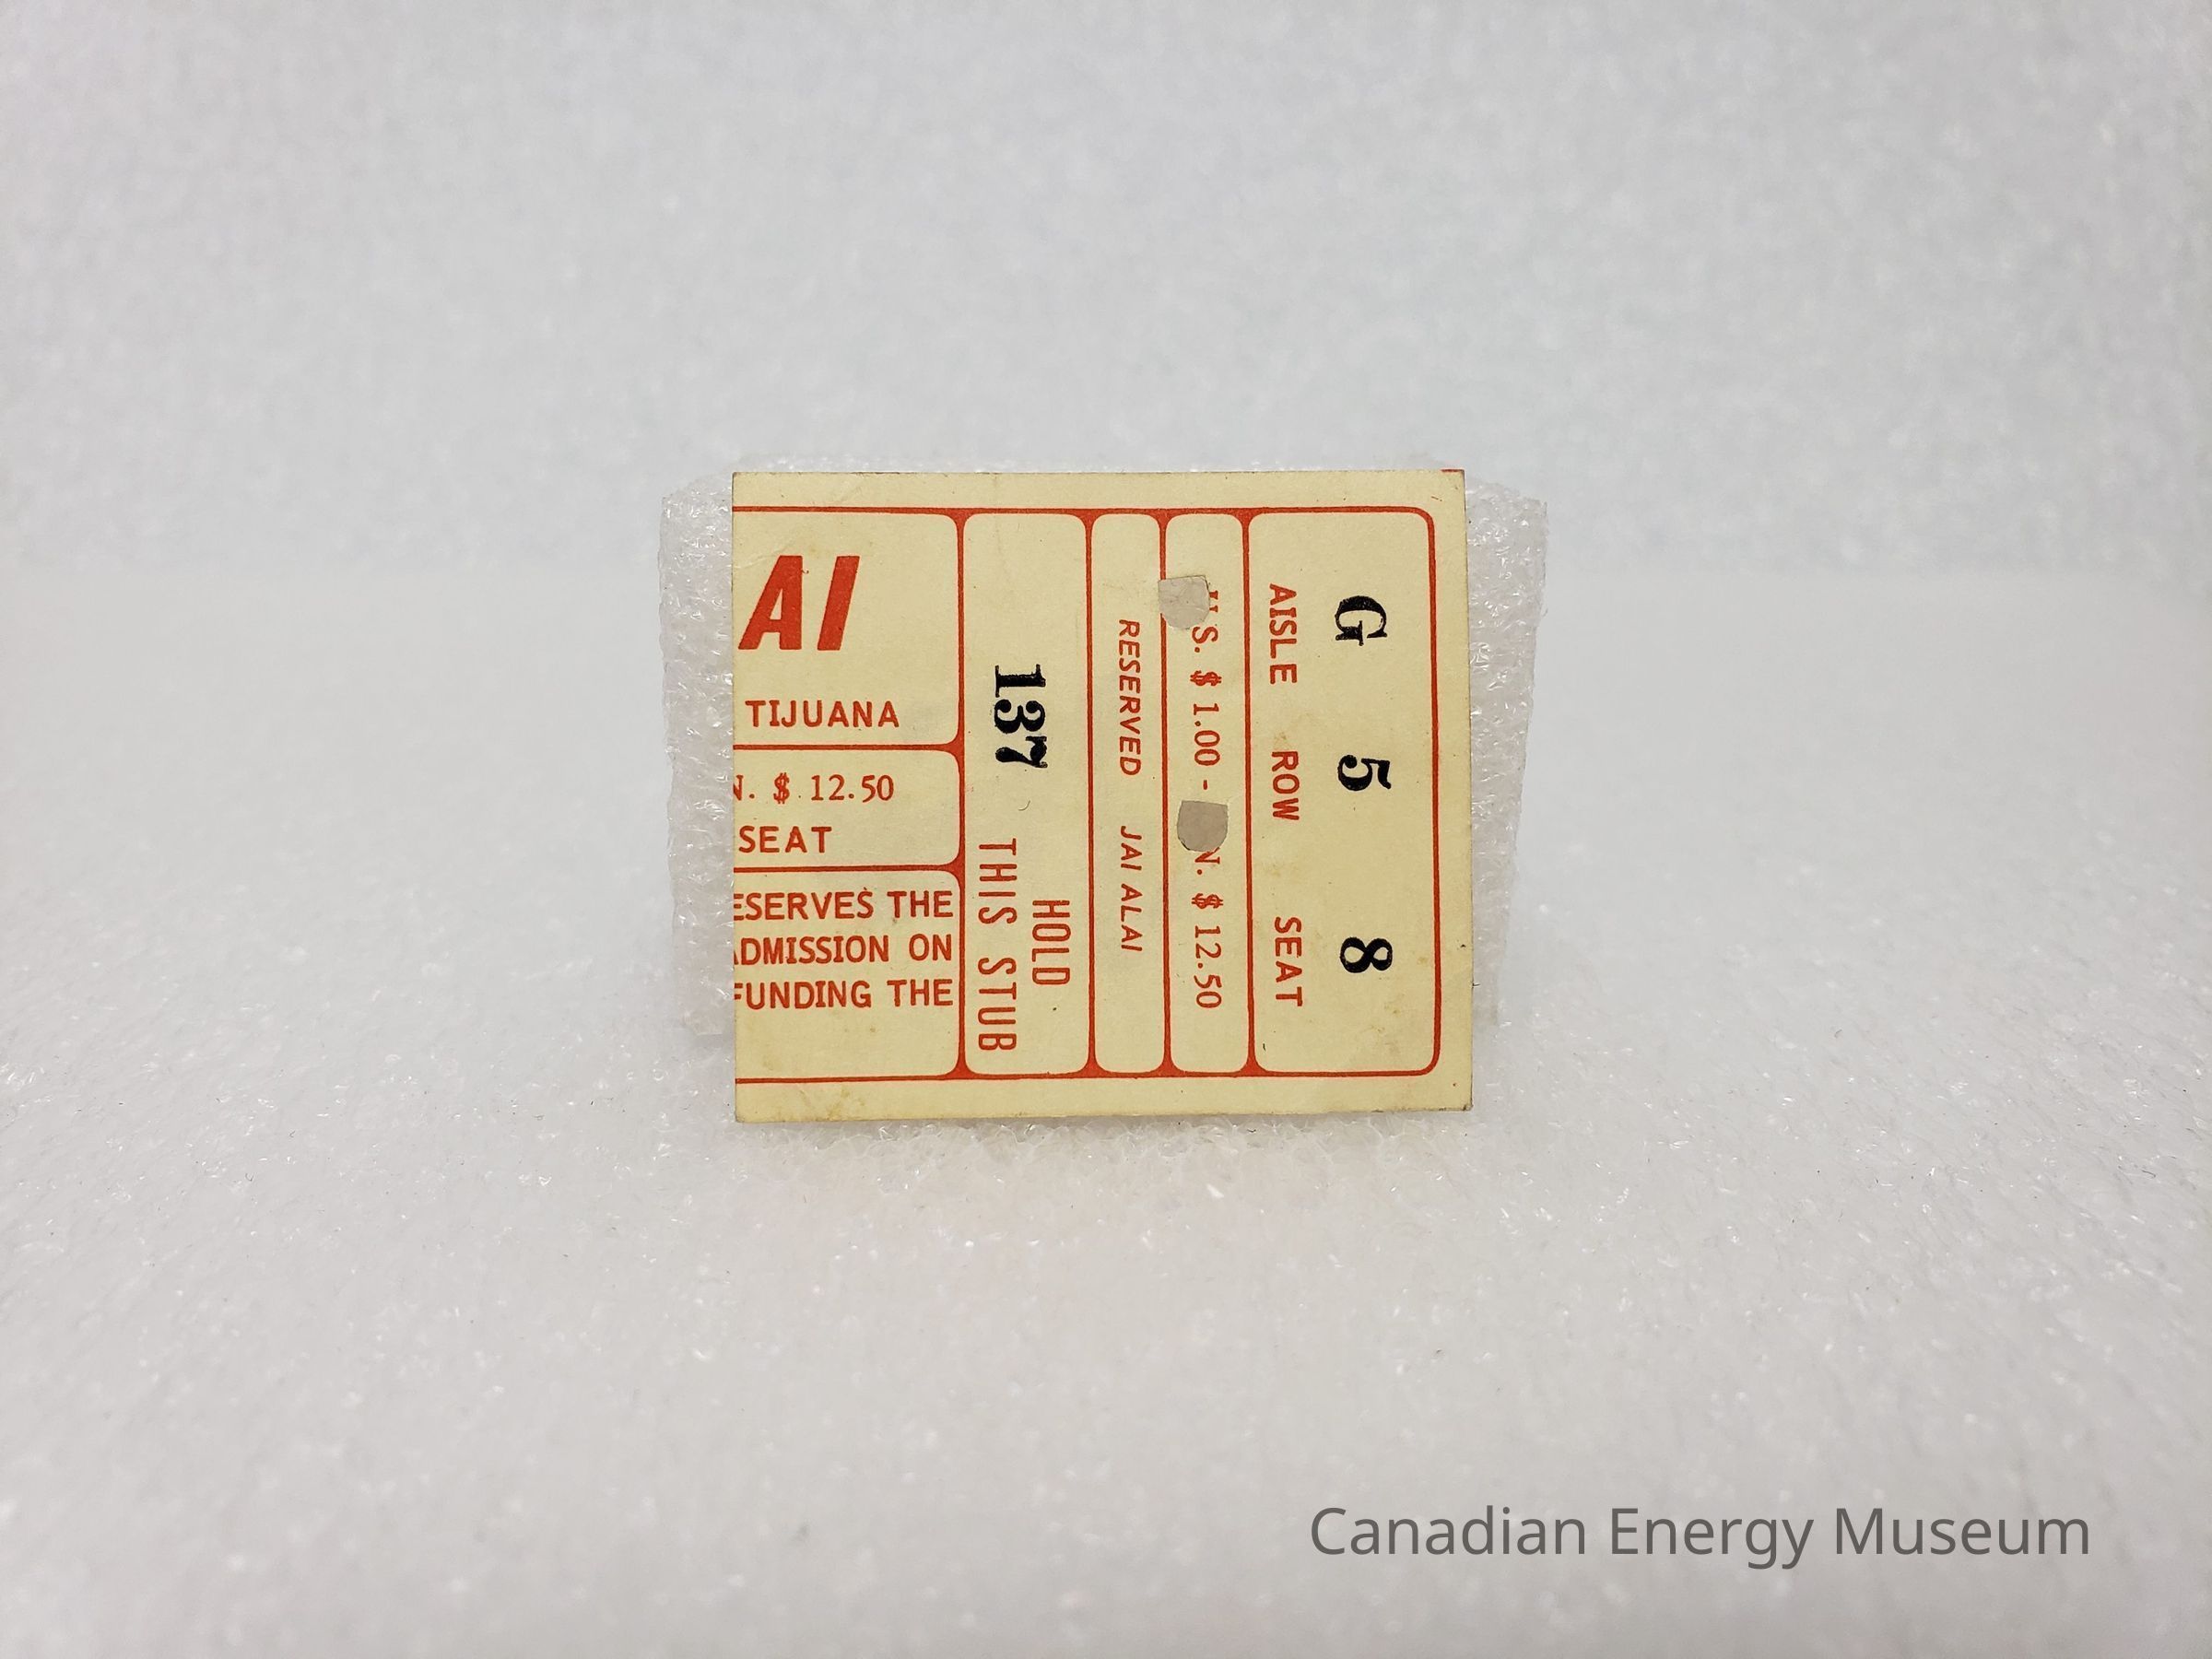 AI
TIJUANA
N. $ 12.50
SEAT
ESERVES THE
ADMISSION ON
FUNDING THE
137
HOLD
THIS STUB
RESERVED JAI ALAI
U.S. $ 1.00 - N. $ 12.50
AISLE ROW SEAT
G 5 8
Canadian Energy Museum